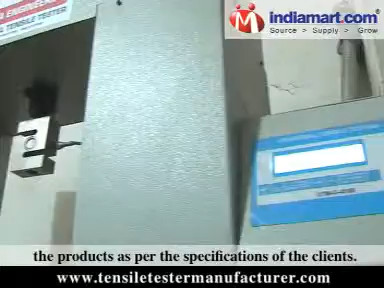 ENGINEER
TENSILE TESTER
indiamart.com
Source > Supply > Grow
the products as per the specifications of the clients.
www.tensiletestermanufacturer.com